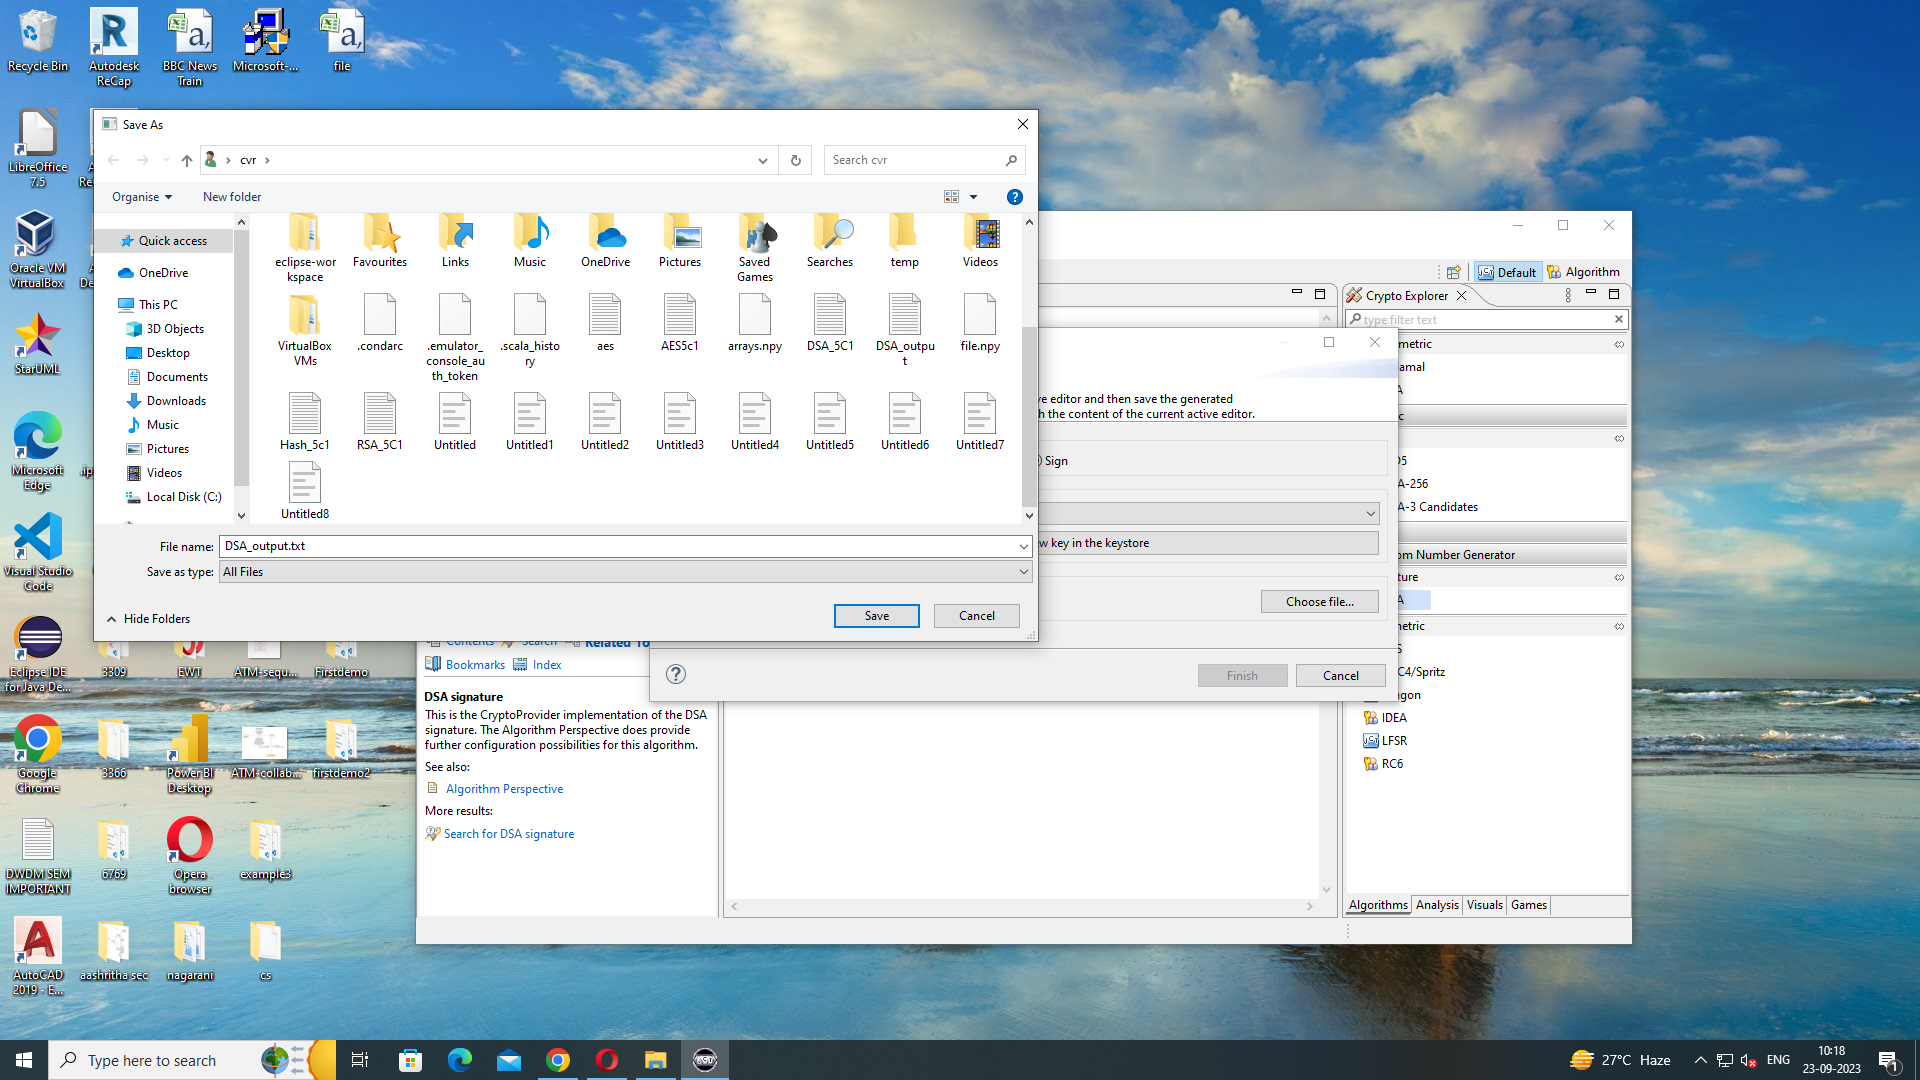 Recycle Bin
Autodesk
ReCap
BBC News
Train
Microsoft-...
file
LibreOffice
7.5
Oracle VM
VirtualBox
StarUML
Microsoft
Edge
Visual Studio
Code
Eclipse IDE
for Java De...
3309
EWT
ATM-sequ...
Firstdemo
Google
Chrome
3366
Power BI
Desktop
ATM-collab...
firstdemo2
DWDM SEM
IMPORTANT
6769
Opera
browser
example3
AutoCAD
2019 - E...
aashritha sec
nagarani
cs
Save As
cvr
Search cvr
Organise
New folder
Quick access
OneDrive
This PC
3D Objects
Desktop
Documents
Downloads
Music
Pictures
Videos
Local Disk (C:)
eclipse-wor
kspace
Favourites
Links
Music
OneDrive
Pictures
Saved
Games
Searches
temp
Videos
VirtualBox
VMs
.condarc
.emulator_
console_au
th_token
.scala_histo
ry
aes
AES5c1
arrays.npy
DSA_5C1
DSA_outpu
t
file.npy
Hash_5c1
RSA_5C1
Untitled
Untitled1
Untitled2
Untitled3
Untitled4
Untitled5
Untitled6
Untitled7
Untitled8
File name: DSA_output.txt
Save as type: All Files
Hide Folders
Save
Cancel
Default
Algorithm
Crypto Explorer
type filter text
metric
amal
ve editor and then save the generated
h the content of the current active editor.
Sign
w key in the keystore
Choose file...
Finish
Cancel
A-256
A-3 Candidates
om Number Generator
ture
A
metric
C4/Spritz
gon
IDEA
LFSR
RC6
Algorithms
Analysis
Visuals
Games
Contents
Search
Related To
Bookmarks
Index
DSA signature
This is the CryptoProvider implementation of the DSA
signature. The Algorithm Perspective does provide
further configuration possibilities for this algorithm.
See also:
Algorithm Perspective
More results:
Search for DSA signature
Type here to search
27°C Haze
ENG
10:18
23-09-2023
1